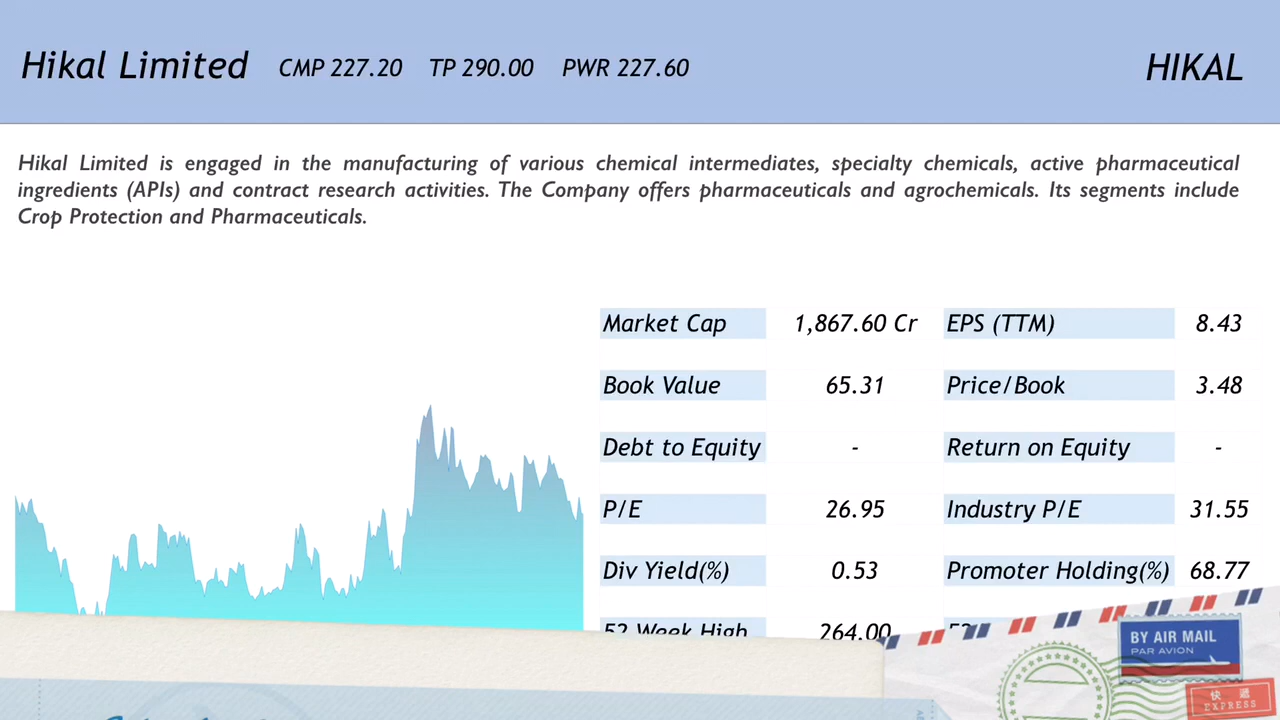 Hikal Limited CMP 227.20 TP 290.00 PWR 227.60 HIKAL
Hikal Limited is engaged in the manufacturing of various chemical intermediates, specialty chemicals, active pharmaceutical
ingredients (APIs) and contract research activities. The Company offers pharmaceuticals and agrochemicals. Its segments include
Crop Protection and Pharmaceuticals.
Market Cap 1,867.60 Cr EPS (TTM) 8.43
Book Value 65.31 Price/Book 3.48
Debt to Equity - Return on Equity -
P/E 26.95 Industry P/E 31.55
Div Yield(%) 0.53 Promoter Holding(%) 68.77
52 Week High 264.00 52
BY AIR MAIL
PAR AVION
快遞
EXPRESS